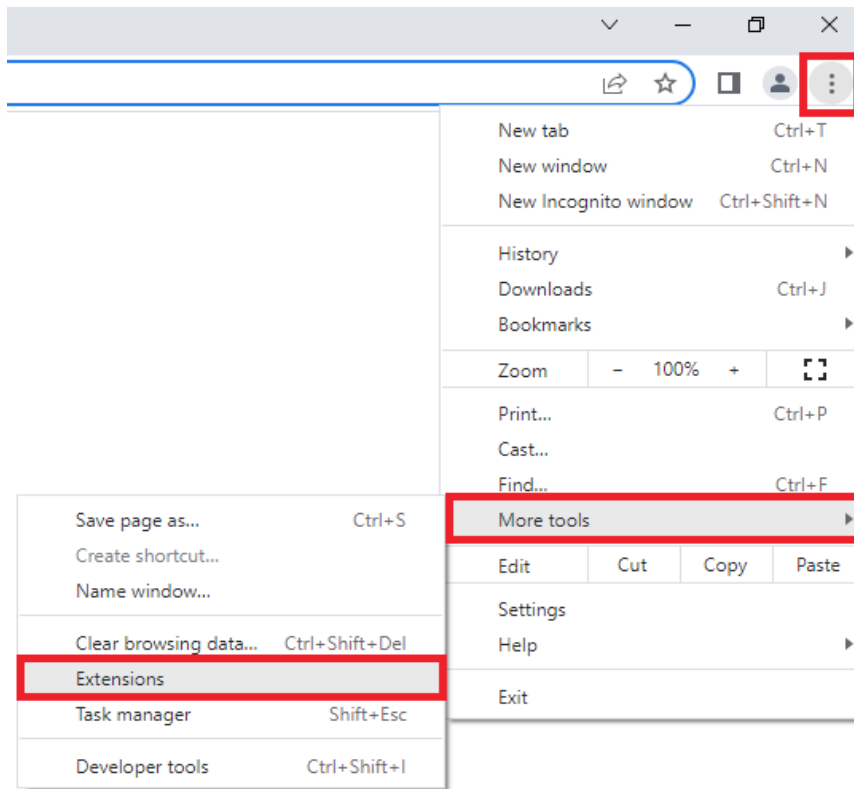 New tab Ctrl+T
New window Ctrl+N
New Incognito window Ctrl+Shift+N
History
Downloads Ctrl+J
Bookmarks
Zoom - 100% +
Print... Ctrl+P
Cast...
Find... Ctrl+F
More tools
Edit Cut Copy Paste
Settings
Help
Exit
Save page as... Ctrl+S
Create shortcut...
Name window...
Clear browsing data... Ctrl+Shift+Del
Extensions
Task manager Shift+Esc
Developer tools Ctrl+Shift+I